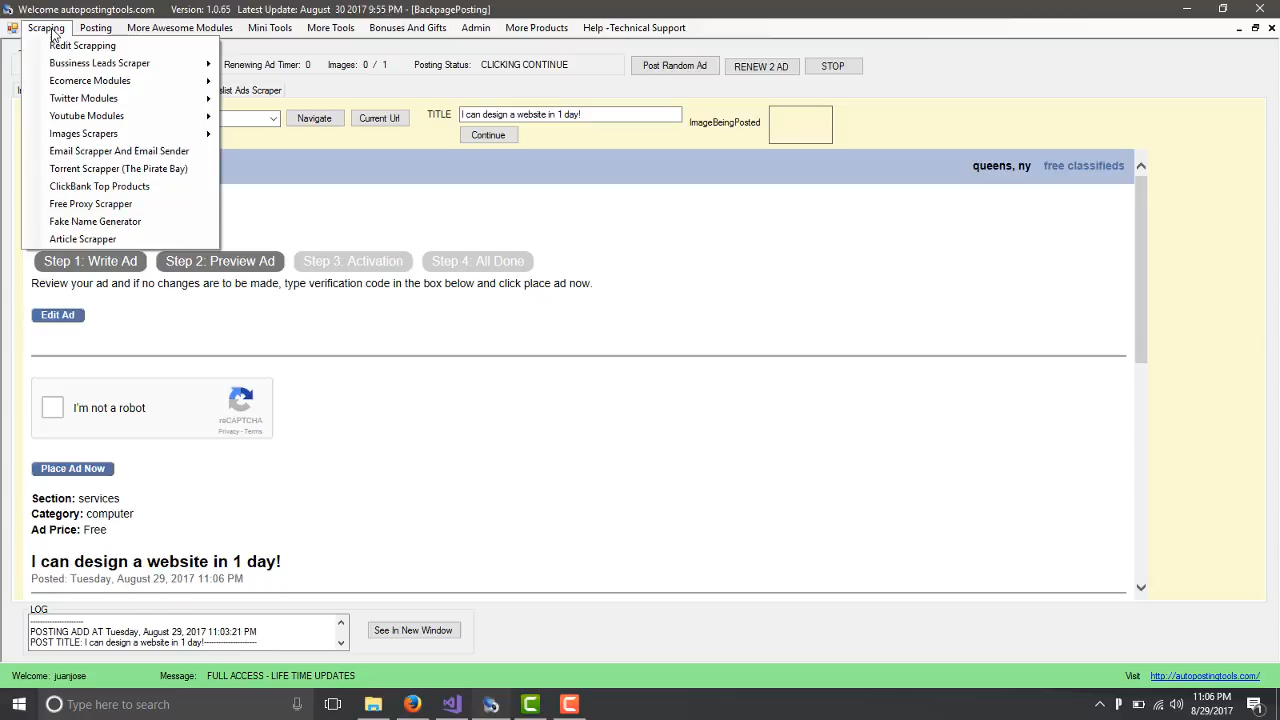 Welcome autopostingtools.com Version: 1.0.65 Latest Update: August 30 2017 9:55 PM - [BackpagePosting]
Scraping Posting More Awesome Modules Mini Tools More Tools Bonuses And Gifts Admin More Products Help -Technical Support
Redit Scrapping
Bussiness Leads Scraper
Ecommerce Modules
Twitter Modules
Youtube Modules
Images Scrapers
Email Scrapper And Email Sender
Torrent Scrapper (The Pirate Bay)
ClickBank Top Products
Free Proxy Scrapper
Fake Name Generator
Article Scrapper
Renewing Ad Timer: 0 Images: 0 / 1 Posting Status: CLICKING CONTINUE Post Random Ad RENEW 2 AD STOP
slist Ads Scraper
Navigate Current Url TITLE I can design a website in 1 day! ImageBeingPosted
Continue
queens, ny free classifieds
Step 1: Write Ad Step 2: Preview Ad Step 3: Activation Step 4: All Done
Review your ad and if no changes are to be made, type verification code in the box below and click place ad now.
Edit Ad
I'm not a robot
reCAPTCHA
Privacy - Terms
Place Ad Now
Section: services
Category: computer
Ad Price: Free
I can design a website in 1 day!
Posted: Tuesday, August 29, 2017 11:06 PM
LOG
---------------------
POSTING ADD AT Tuesday, August 29, 2017 11:03:21 PM
POST TITLE: I can design a website in 1 day!---------------------
See In New Window
Welcome: juanjose Message: FULL ACCESS - LIFE TIME UPDATES Visit http://autopostingtools.com/
Type here to search
11:06 PM
8/29/2017